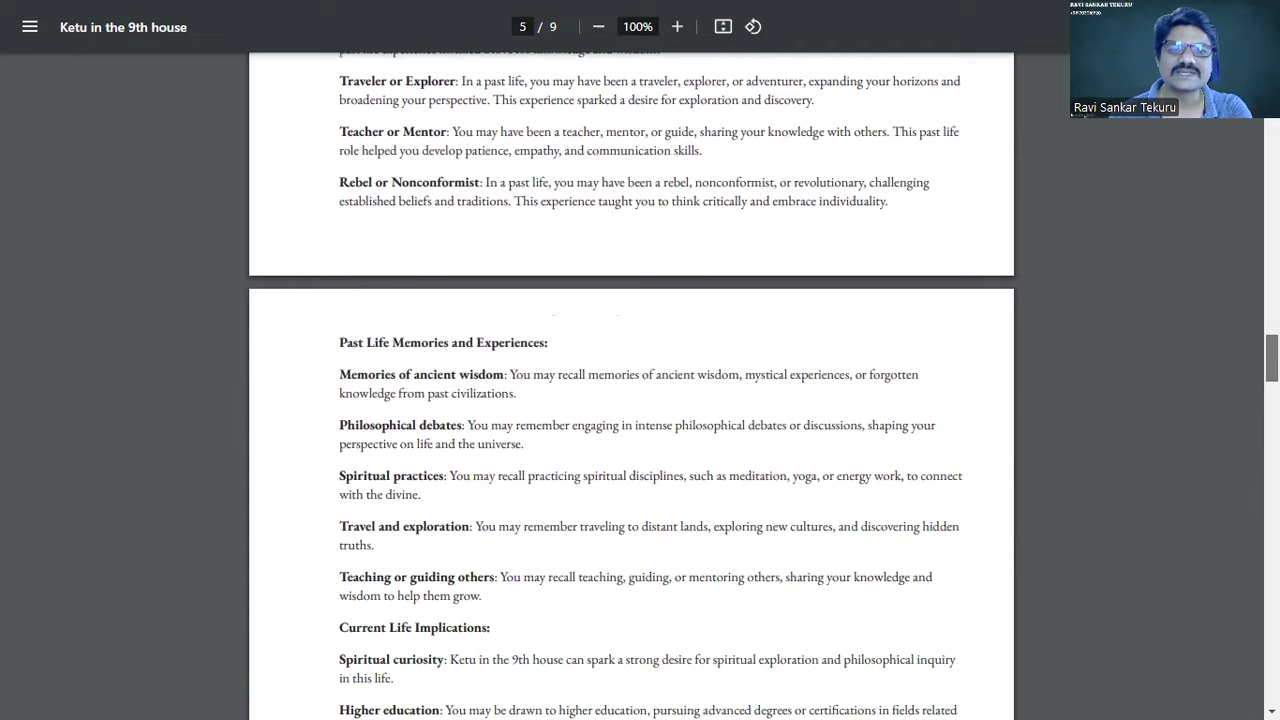 Ketu in the 9th house
5 / 9
100%
RAVI SANKAR TEKURU
Ravi Sankar Tekuru
Traveler or Explorer: In a past life, you may have been a traveler, explorer, or adventurer, expanding your horizons and
broadening your perspective. This experience sparked a desire for exploration and discovery.
Teacher or Mentor: You may have been a teacher, mentor, or guide, sharing your knowledge with others. This past life
role helped you develop patience, empathy, and communication skills.
Rebel or Nonconformist: In a past life, you may have been a rebel, nonconformist, or revolutionary, challenging
established beliefs and traditions. This experience taught you to think critically and embrace individuality.
Past Life Memories and Experiences:
Memories of ancient wisdom: You may recall memories of ancient wisdom, mystical experiences, or forgotten
knowledge from past civilizations.
Philosophical debates: You may remember engaging in intense philosophical debates or discussions, shaping your
perspective on life and the universe.
Spiritual practices: You may recall practicing spiritual disciplines, such as meditation, yoga, or energy work, to connect
with the divine.
Travel and exploration: You may remember traveling to distant lands, exploring new cultures, and discovering hidden
truths.
Teaching or guiding others: You may recall teaching, guiding, or mentoring others, sharing your knowledge and
wisdom to help them grow.
Current Life Implications:
Spiritual curiosity: Ketu in the 9th house can spark a strong desire for spiritual exploration and philosophical inquiry
in this life.
Higher education: You may be drawn to higher education, pursuing advanced degrees or certifications in fields related